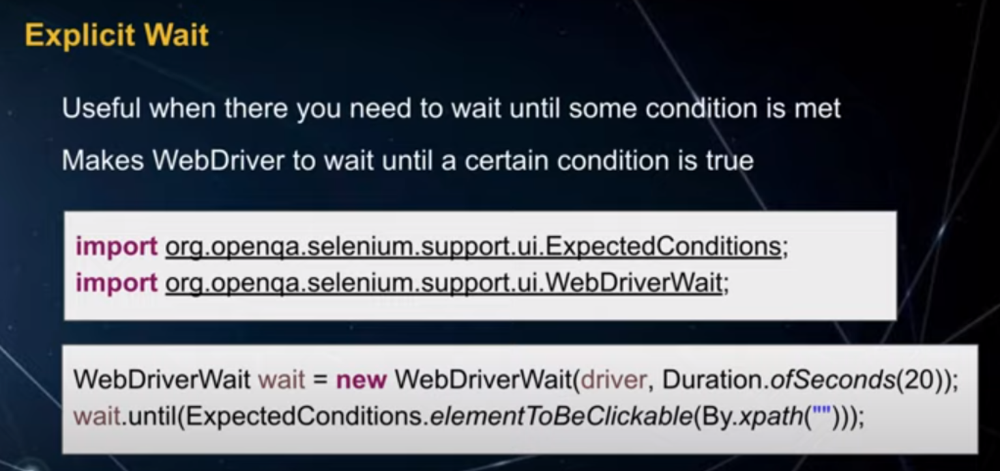 Explicit Wait
Useful when there you need to wait until some condition is met
Makes WebDriver to wait until a certain condition is true
import org.openqa.selenium.support.ui.ExpectedConditions;
import org.openqa.selenium.support.ui.WebDriverWait;
WebDriverWait wait = new WebDriverWait(driver, Duration.ofSeconds(20));
wait.until(ExpectedConditions.elementToBeClickable(By.xpath("")));